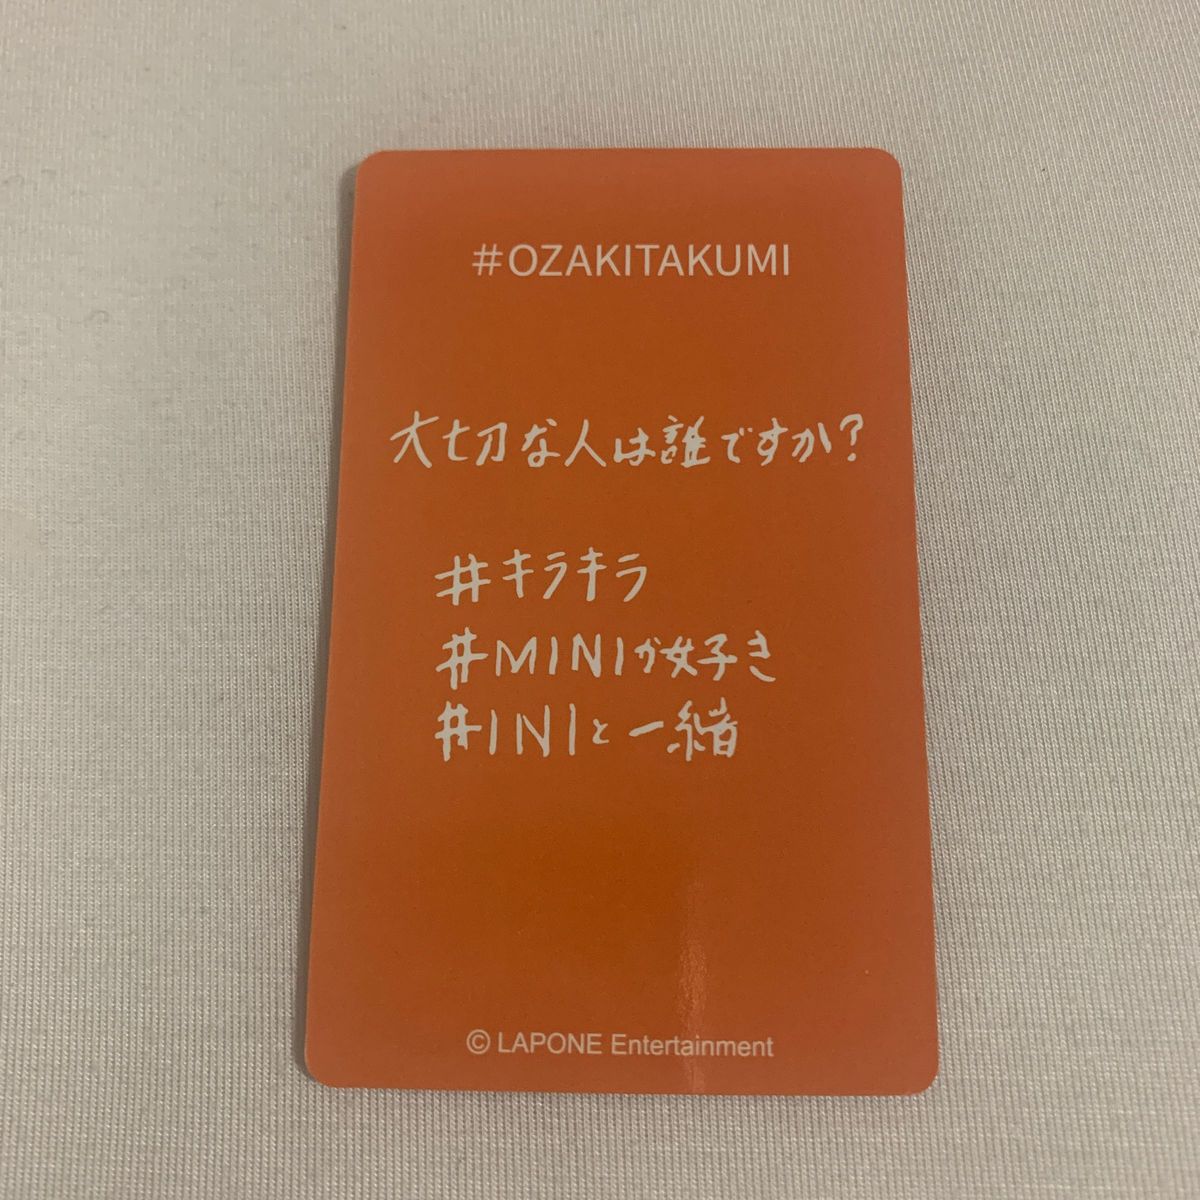 #OZAKITAKUMI
大切な人は誰ですか?
#キラキラ
#MINIが好き
#INIと一緒
© LAPONE Entertainment